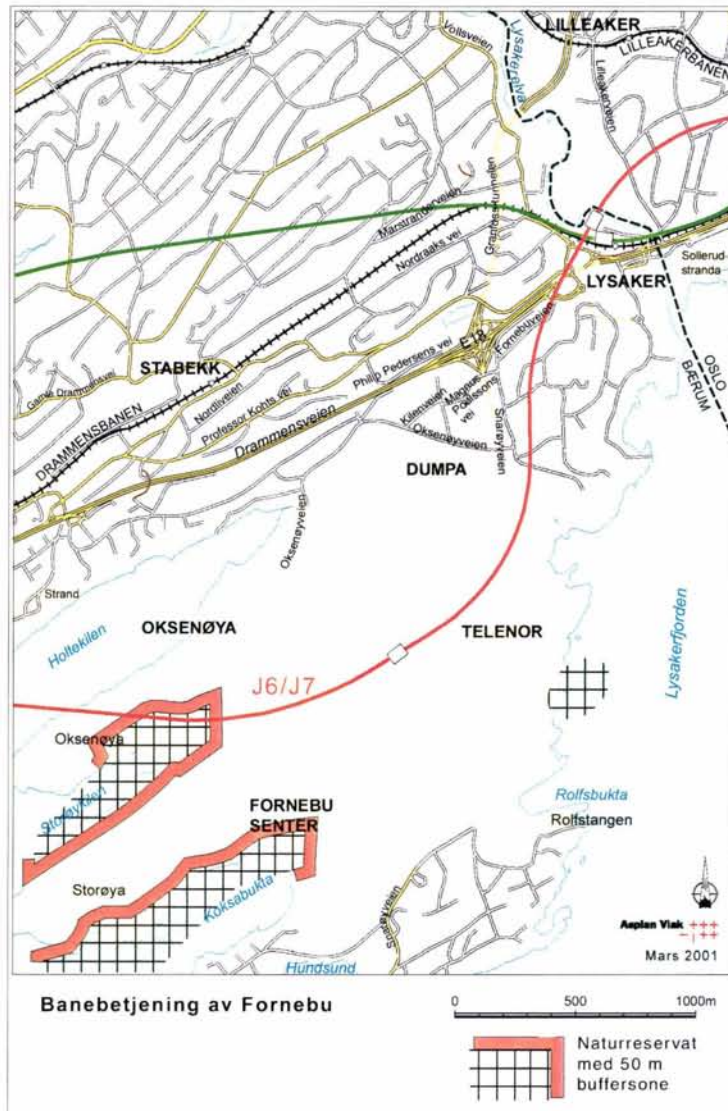 LILLEAKER
Vollsveien
Lysakerelva
LILLEAKERBANEN
Lilleakerveien
Granfosstunnelen
Marstranderveien
Nordraaks vei
Sollerud-
stranda
LYSAKER
E18
Fornebuveien
STABEKK
Philip Pedersens vei
OSLO
BÆRUM
Gamle Drammensvei
Nordliveien
Professor Kohts vei
Kilenveien
Magnus
Poulssons
vei
DRAMMENSBANEN
Drammensveien
Oksenøyveien
Snarøyveien
DUMPA
Oksenøyveien
Strand
Holtekilen
OKSENØYA
TELENOR
Lysakerfjorden
J6/J7
Oksenøya
Storøykilen
FORNEBU
SENTER
Rolfsbukta
Rolfstangen
Storøya
Koksabukta
Snarøyveien
Hundsund
Asplan Viak
Mars 2001
Banebetjening av Fornebu
0 500 1000m
Naturreservat
med 50 m
buffersone